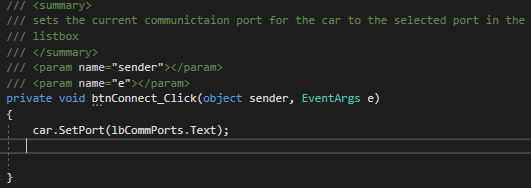 /// <summary>
/// sets the current communictaion port for the car to the selected port in the
/// listbox
/// </summary>
/// <param name="sender"></param>
/// <param name="e"></param>
private void btnConnect_Click(object sender, EventArgs e)
{
car.SetPort(lbCommPorts.Text);
}